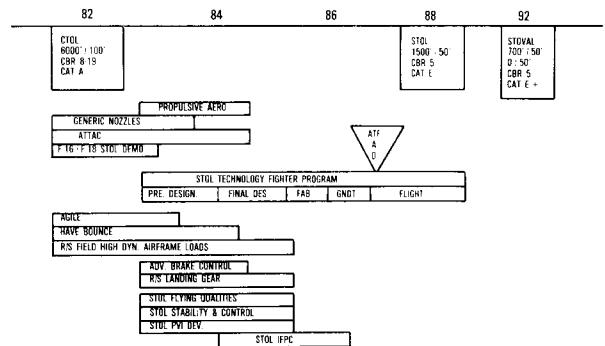 82 84 86 88 92
CTOL
6000' / 100'
CBR 8-19
CAT A
STOL
1500' / 50'
CBR 5
CAT E
STOVAL
700' / 50'
0 / 50'
CBR 5
CAT E +
PROPULSIVE AERO
GENERIC NOZZLES
ATTAC
F 16 / F 18 STOL DEMO
ATF
A
D
STOL TECHNOLOGY FIGHTER PROGRAM
PRE. DESIGN. FINAL DES FAB GNDT FLIGHT
AGILE
HAVE BOUNCE
R/S FIELD HIGH DYN. AIRFRAME LOADS
ADV. BRAKE CONTROL
R/S LANDING GEAR
STOL FLYING QUALITIES
STOL STABILITY & CONTROL
STOL PVI DEV.
STOL IFPC